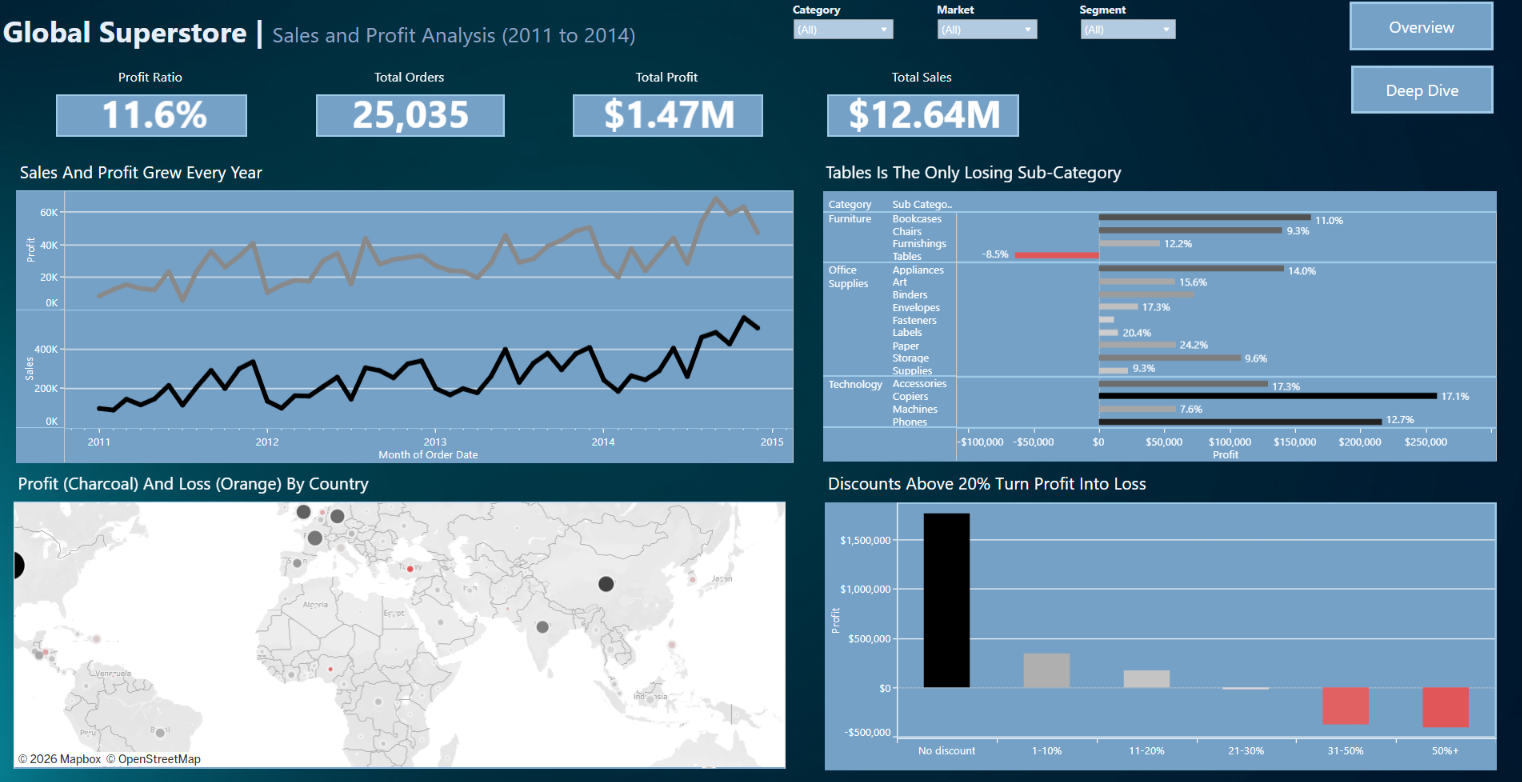 Global Superstore | Sales and Profit Analysis (2011 to 2014)
Category
(All)
Market
(All)
Segment
(All)
Overview
Deep Dive
Profit Ratio
11.6%
Total Orders
25,035
Total Profit
$1.47M
Total Sales
$12.64M
Sales And Profit Grew Every Year
Profit
60K
40K
20K
0K
Sales
400K
200K
0K
2011 2012 2013 2014 2015
Month of Order Date
Tables Is The Only Losing Sub-Category
Category Sub Catego..
Furniture Bookcases 11.0%
Chairs 9.3%
Furnishings 12.2%
Tables -8.5%
Office Supplies Appliances 14.0%
Art 15.6%
Binders
Envelopes 17.3%
Fasteners
Labels 20.4%
Paper 24.2%
Storage 9.6%
Supplies 9.3%
Technology Accessories 17.3%
Copiers 17.1%
Machines 7.6%
Phones 12.7%
-$100,000 -$50,000 $0 $50,000 $100,000 $150,000 $200,000 $250,000
Profit
Profit (Charcoal) And Loss (Orange) By Country
Japan
Algeria
Egypt
Venezuela
Peru
© 2026 Mapbox © OpenStreetMap
Discounts Above 20% Turn Profit Into Loss
Profit
$1,500,000
$1,000,000
$500,000
$0
-$500,000
No discount 1-10% 11-20% 21-30% 31-50% 50%+